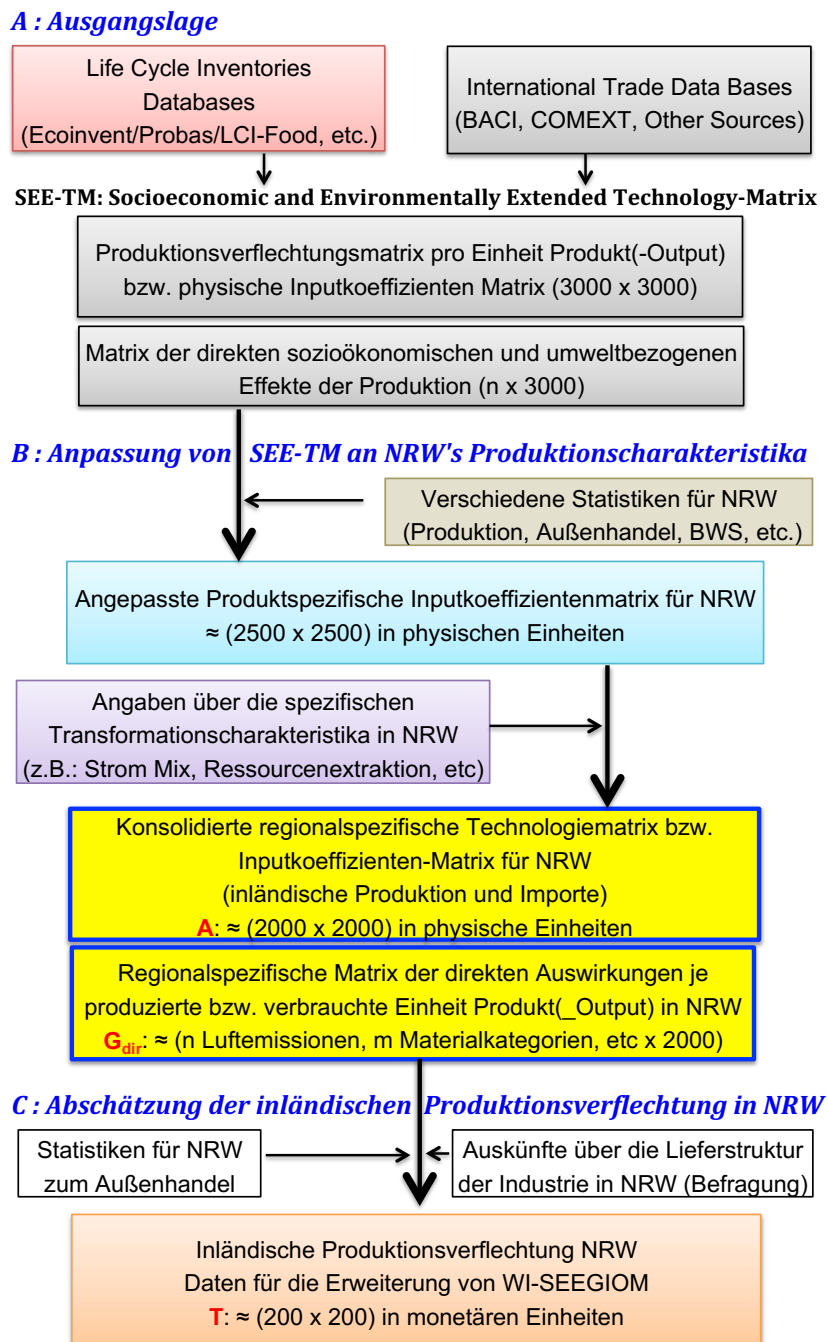 A : Ausgangslage
Life Cycle Inventories
Databases
(Ecoinvent/Probas/LCI-Food, etc.)
International Trade Data Bases
(BACI, COMEXT, Other Sources)
SEE-TM: Socioeconomic and Environmentally Extended Technology-Matrix
Produktionsverflechtungsmatrix pro Einheit Produkt(-Output)
bzw. physische Inputkoeffizienten Matrix (3000 x 3000)
Matrix der direkten sozioökonomischen und umweltbezogenen
Effekte der Produktion (n x 3000)
B : Anpassung von SEE-TM an NRW's Produktionscharakteristika
Verschiedene Statistiken für NRW
(Produktion, Außenhandel, BWS, etc.)
Angepasste Produktspezifische Inputkoeffizientenmatrix für NRW
≈ (2500 x 2500) in physischen Einheiten
Angaben über die spezifischen
Transformationscharakteristika in NRW
(z.B.: Strom Mix, Ressourcenextraktion, etc)
Konsolidierte regionalspezifische Technologiematrix bzw.
Inputkoeffizienten-Matrix für NRW
(inländische Produktion und Importe)
A: ≈ (2000 x 2000) in physische Einheiten
Regionalspezifische Matrix der direkten Auswirkungen je
produzierte bzw. verbrauchte Einheit Produkt(_Output) in NRW
Gdir: ≈ (n Luftemissionen, m Materialkategorien, etc x 2000)
C : Abschätzung der inländischen Produktionsverflechtung in NRW
Statistiken für NRW
zum Außenhandel
Auskünfte über die Lieferstruktur
der Industrie in NRW (Befragung)
Inländische Produktionsverflechtung NRW
Daten für die Erweiterung von WI-SEEGIOM
T: ≈ (200 x 200) in monetären Einheiten